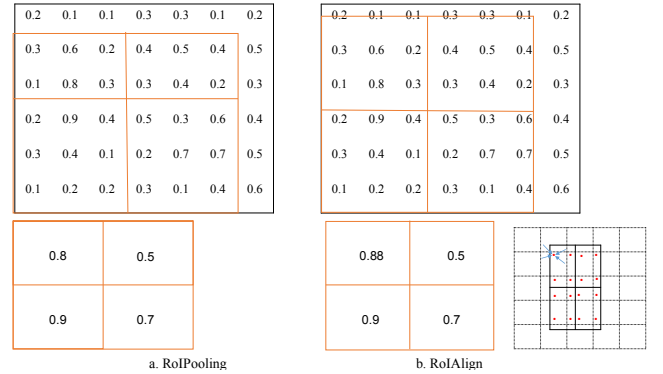 0.2 0.1 0.1 0.3 0.3 0.1 0.2
0.3 0.6 0.2 0.4 0.5 0.4 0.5
0.1 0.8 0.3 0.3 0.4 0.2 0.3
0.2 0.9 0.4 0.5 0.3 0.6 0.4
0.3 0.4 0.1 0.2 0.7 0.7 0.5
0.1 0.2 0.2 0.3 0.1 0.4 0.6
0.8 0.5
0.9 0.7
a. RoIPooling
0.2 0.1 0.1 0.3 0.3 0.1 0.2
0.3 0.6 0.2 0.4 0.5 0.4 0.5
0.1 0.8 0.3 0.3 0.4 0.2 0.3
0.2 0.9 0.4 0.5 0.3 0.6 0.4
0.3 0.4 0.1 0.2 0.7 0.7 0.5
0.1 0.2 0.2 0.3 0.1 0.4 0.6
0.88 0.5
0.9 0.7
b. RoIAlign